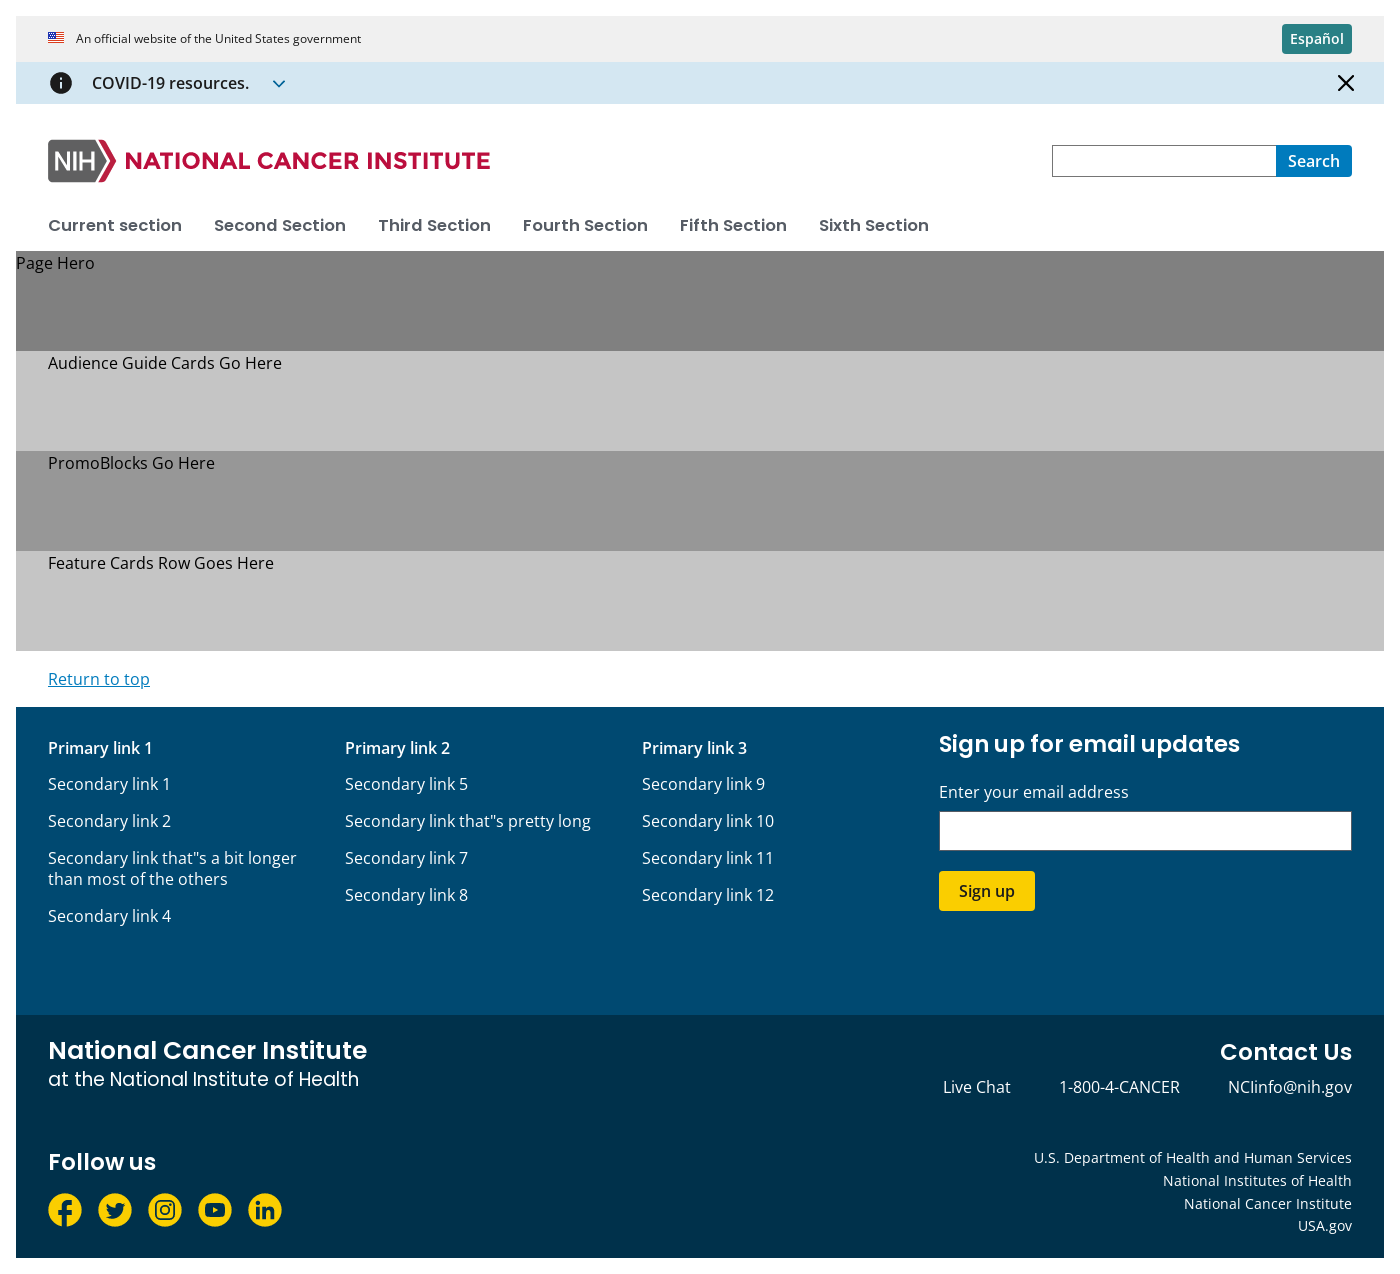 An official website of the United States government
Español
COVID-19 resources.
NIH NATIONAL CANCER INSTITUTE
Search
Current section Second Section Third Section Fourth Section Fifth Section Sixth Section
Page Hero
Audience Guide Cards Go Here
PromoBlocks Go Here
Feature Cards Row Goes Here
Return to top
Primary link 1
Secondary link 1
Secondary link 2
Secondary link that"s a bit longer
than most of the others
Secondary link 4
Primary link 2
Secondary link 5
Secondary link that"s pretty long
Secondary link 7
Secondary link 8
Primary link 3
Secondary link 9
Secondary link 10
Secondary link 11
Secondary link 12
Sign up for email updates
Enter your email address
Sign up
National Cancer Institute
at the National Institute of Health
Contact Us
Live Chat 1-800-4-CANCER NCIinfo@nih.gov
Follow us
U.S. Department of Health and Human Services
National Institutes of Health
National Cancer Institute
USA.gov